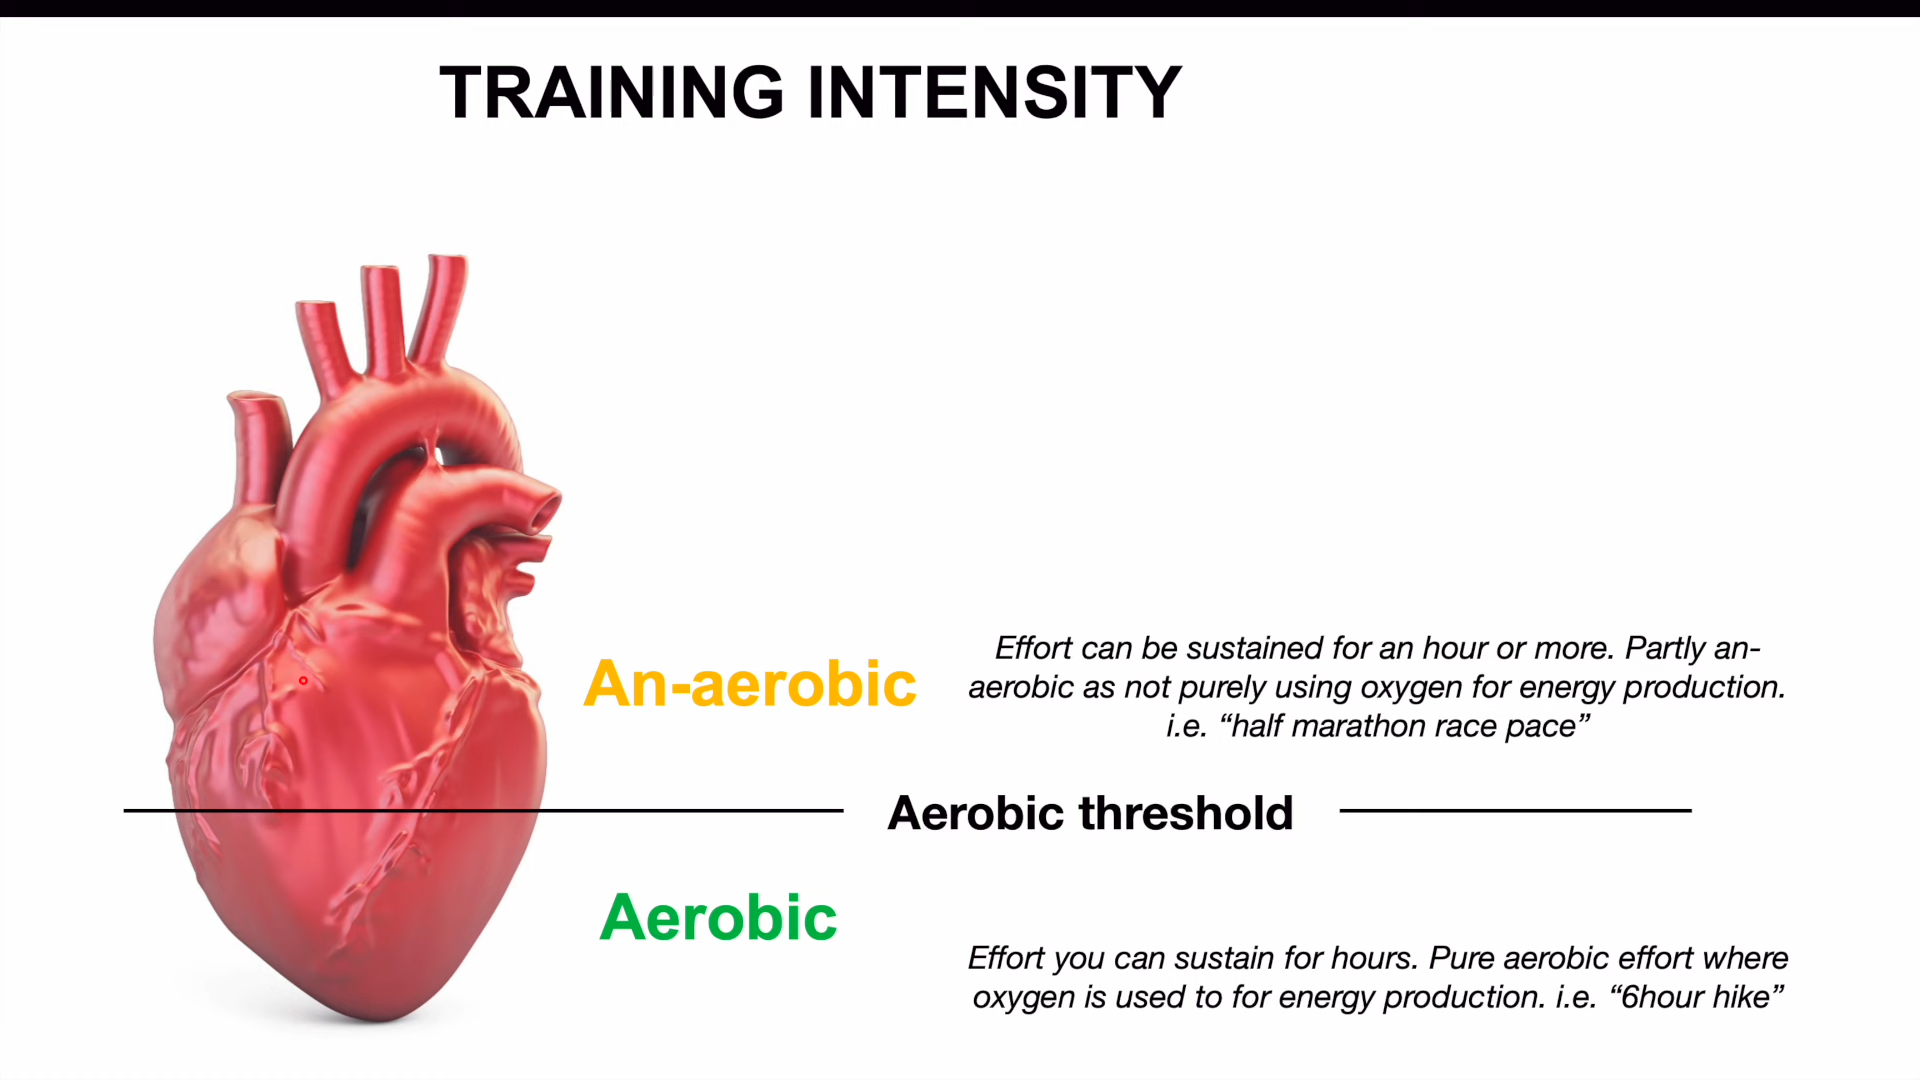 TRAINING INTENSITY
An-aerobic
Effort can be sustained for an hour or more. Partly an-
aerobic as not purely using oxygen for energy production.
i.e. “half marathon race pace”
Aerobic threshold
Aerobic
Effort you can sustain for hours. Pure aerobic effort where
oxygen is used to for energy production. i.e. “6hour hike”